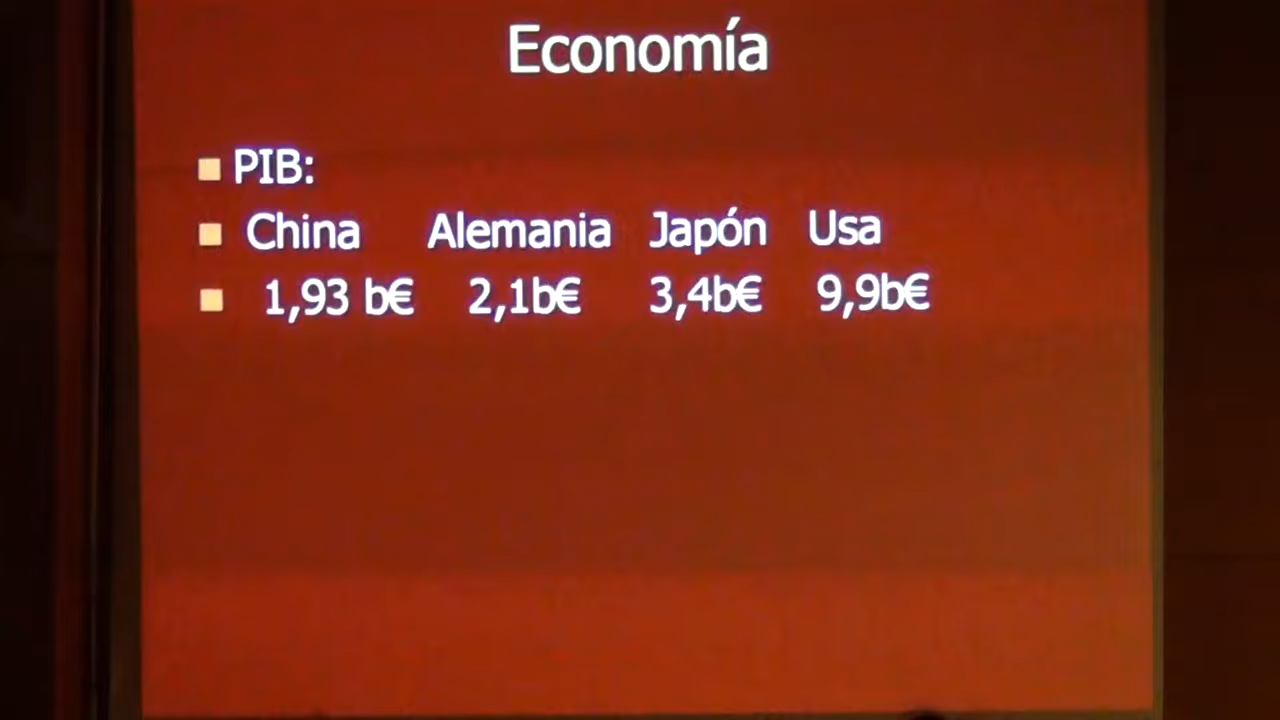 Economía
PIB:
China Alemania Japón Usa
1,93 b€ 2,1b€ 3,4b€ 9,9b€